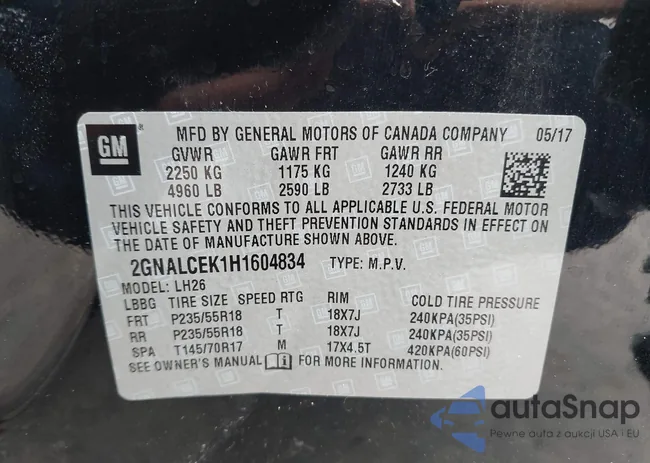 GM
MFD BY GENERAL MOTORS OF CANADA COMPANY 05/17
GVWR GAWR FRT GAWR RR
2250 KG 1175 KG 1240 KG
4960 LB 2590 LB 2733 LB
THIS VEHICLE CONFORMS TO ALL APPLICABLE U.S. FEDERAL MOTOR
VEHICLE SAFETY AND THEFT PREVENTION STANDARDS IN EFFECT ON
THE DATE OF MANUFACTURE SHOWN ABOVE.
2GNALCEK1H1604834 TYPE: M.P.V.
MODEL: LH26
LBBG TIRE SIZE SPEED RTG RIM COLD TIRE PRESSURE
FRT P235/55R18 T 18X7J 240KPA(35PSI)
RR P235/55R18 T 18X7J 240KPA(35PSI)
SPA T145/70R17 M 17X4.5T 420KPA(60PSI)
SEE OWNER'S MANUAL i FOR MORE INFORMATION.
autaSnap
Pewne auta z aukcji USA i EU